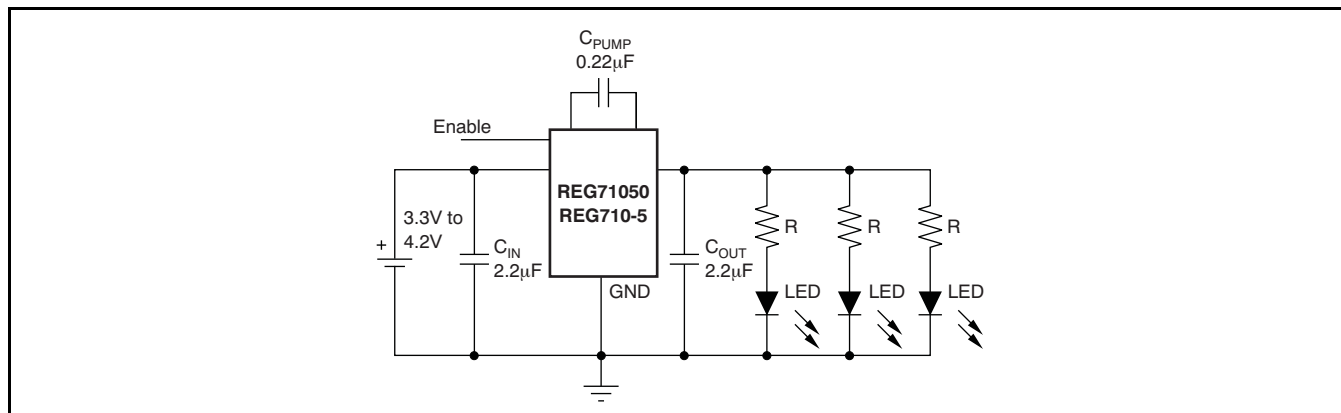 C_PUMP
0.22μF
Enable
REG71050
REG710-5
3.3V to
4.2V
+
C_IN
2.2μF
GND
C_OUT
2.2μF
R
R
R
LED
LED
LED